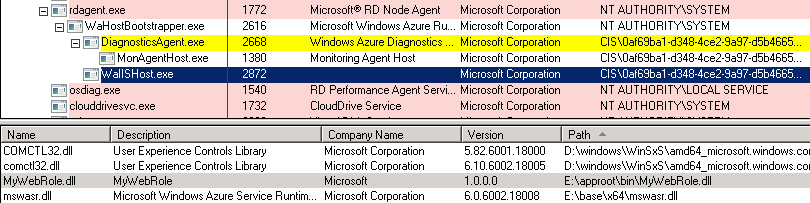 rdagent.exe 1772 Microsoft® RD Node Agent Microsoft Corporation NT AUTHORITY\SYSTEM
WaHostBootstrapper.exe 2616 Microsoft Windows Azure Run... Microsoft Corporation NT AUTHORITY\SYSTEM
DiagnosticsAgent.exe 2668 Windows Azure Diagnostics ... Microsoft Corporation CIS\0af69ba1-d348-4ce2-9a97-d5b4665...
MonAgentHost.exe 1380 Monitoring Agent Host Microsoft Corporation CIS\0af69ba1-d348-4ce2-9a97-d5b4665...
WaIISHost.exe 2872 Microsoft Corporation CIS\0af69ba1-d348-4ce2-9a97-d5b4665...
osdiag.exe 1540 RD Performance Agent Servi... Microsoft Corporation NT AUTHORITY\LOCAL SERVICE
clouddrivesvc.exe 1732 CloudDrive Service Microsoft Corporation NT AUTHORITY\SYSTEM
Name Description Company Name Version Path
COMCTL32.dll User Experience Controls Library Microsoft Corporation 5.82.6001.18000 D:\windows\WinSxS\amd64_microsoft.windows.com
comctl32.dll User Experience Controls Library Microsoft Corporation 6.10.6002.18005 D:\windows\WinSxS\amd64_microsoft.windows.com
MyWebRole.dll MyWebRole Microsoft 1.0.0.0 E:\approot\bin\MyWebRole.dll
mswasr.dll Microsoft Windows Azure Service Runtim... Microsoft Corporation 6.0.6002.18008 E:\base\x64\mswasr.dll